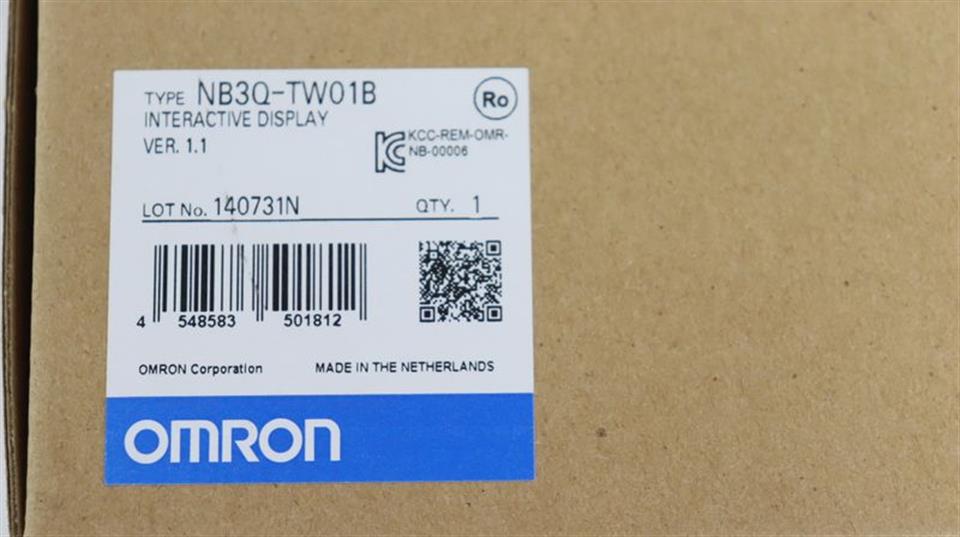 TYPE NB3Q-TW01B
Ro
INTERACTIVE DISPLAY
VER. 1.1
KCC-REM-OMR-
NB-00006
LOT No. 140731N QTY. 1
4 548583 501812
OMRON Corporation MADE IN THE NETHERLANDS
OMRON